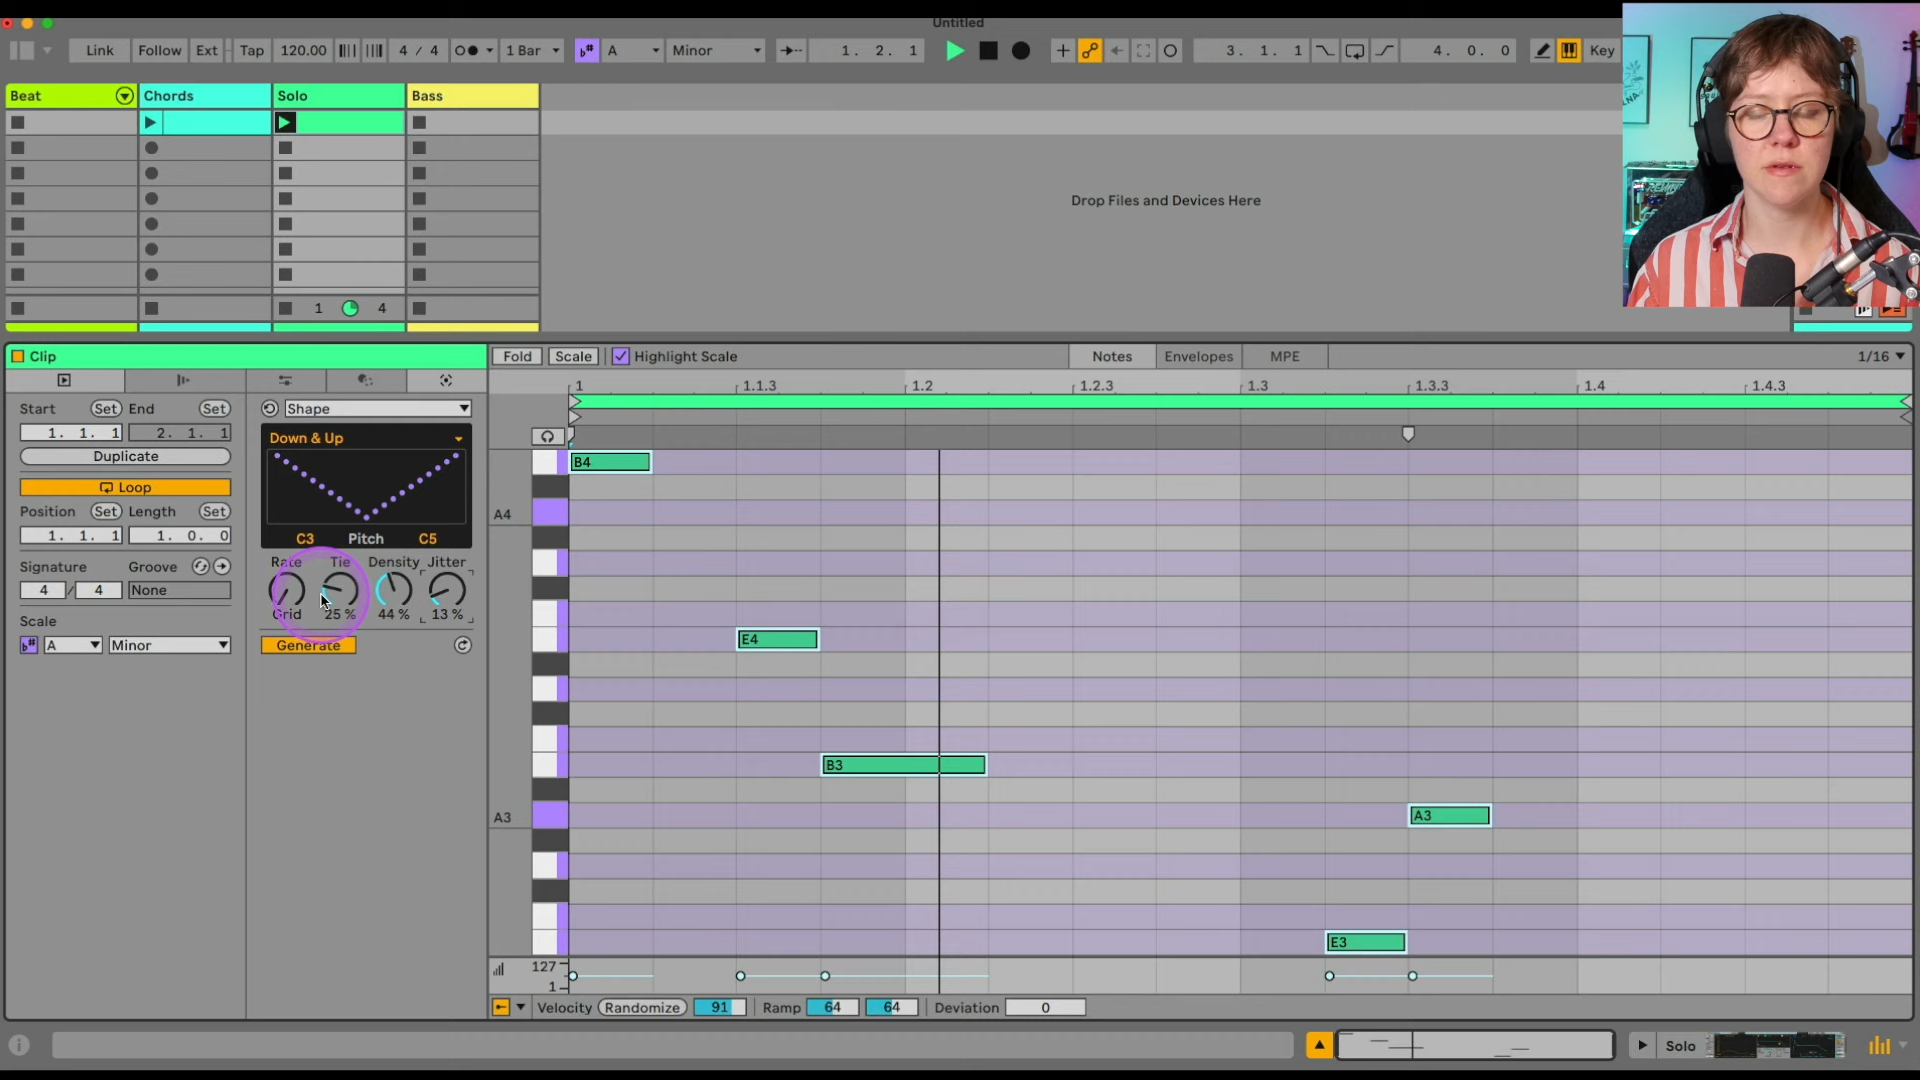 Untitled
Link Follow Ext Tap 120.00 4 / 4 1 Bar A Minor 1. 2. 1 3. 1. 1 4. 0. 0 Key
Beat Chords Solo Bass
Drop Files and Devices Here
1 4
Clip Fold Scale Highlight Scale Notes Envelopes MPE 1/16
1 1.1.3 1.2 1.2.3 1.3 1.3.3 1.4 1.4.3
Start Set End Set Shape
1. 1. 1 2. 1. 1 Down & Up
Duplicate B4
Loop
Position Set Length Set A4
1. 1. 1 1. 0. 0 C3 Pitch C5
Signature Groove Rate Tie Density Jitter
4 / 4 None
Grid 25 % 44 % 13 %
Scale
A Minor Generate E4
B3
A3 A3
E3
127
1
Velocity Randomize 91 Ramp 64 64 Deviation 0
Solo